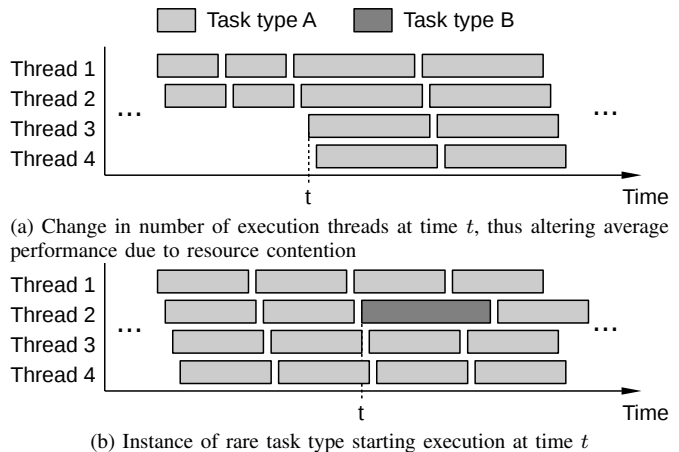 Task type A Task type B
Thread 1
Thread 2
Thread 3
Thread 4
... ...
t Time
(a) Change in number of execution threads at time t, thus altering average
performance due to resource contention
Thread 1
Thread 2
Thread 3
Thread 4
... ...
t Time
(b) Instance of rare task type starting execution at time t